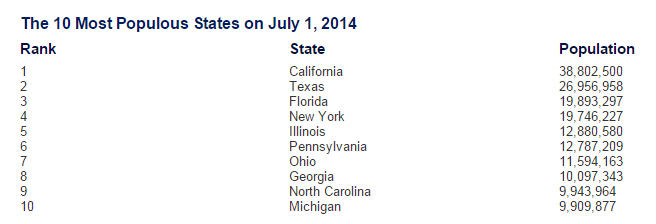 The 10 Most Populous States on July 1, 2014
Rank State Population
1 California 38,802,500
2 Texas 26,956,958
3 Florida 19,893,297
4 New York 19,746,227
5 Illinois 12,880,580
6 Pennsylvania 12,787,209
7 Ohio 11,594,163
8 Georgia 10,097,343
9 North Carolina 9,943,964
10 Michigan 9,909,877